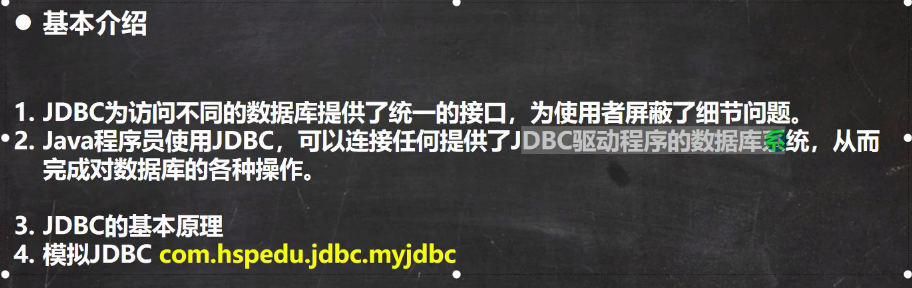 ● 基本介绍
1. JDBC为访问不同的数据库提供了统一的接口，为使用者屏蔽了细节问题。
2. Java程序员使用JDBC，可以连接任何提供了JDBC驱动程序的数据库系统，从而
完成对数据库的各种操作。
3. JDBC的基本原理
4. 模拟JDBC com.hspedu.jdbc.myjdbc